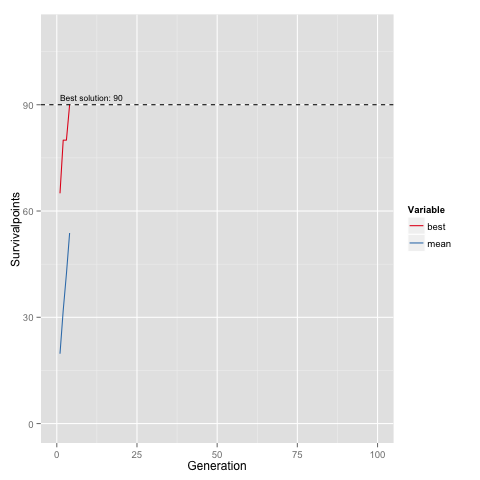 Best solution: 90
90
60
30
0
Survivalpoints
0 25 50 75 100
Generation
Variable
best
mean